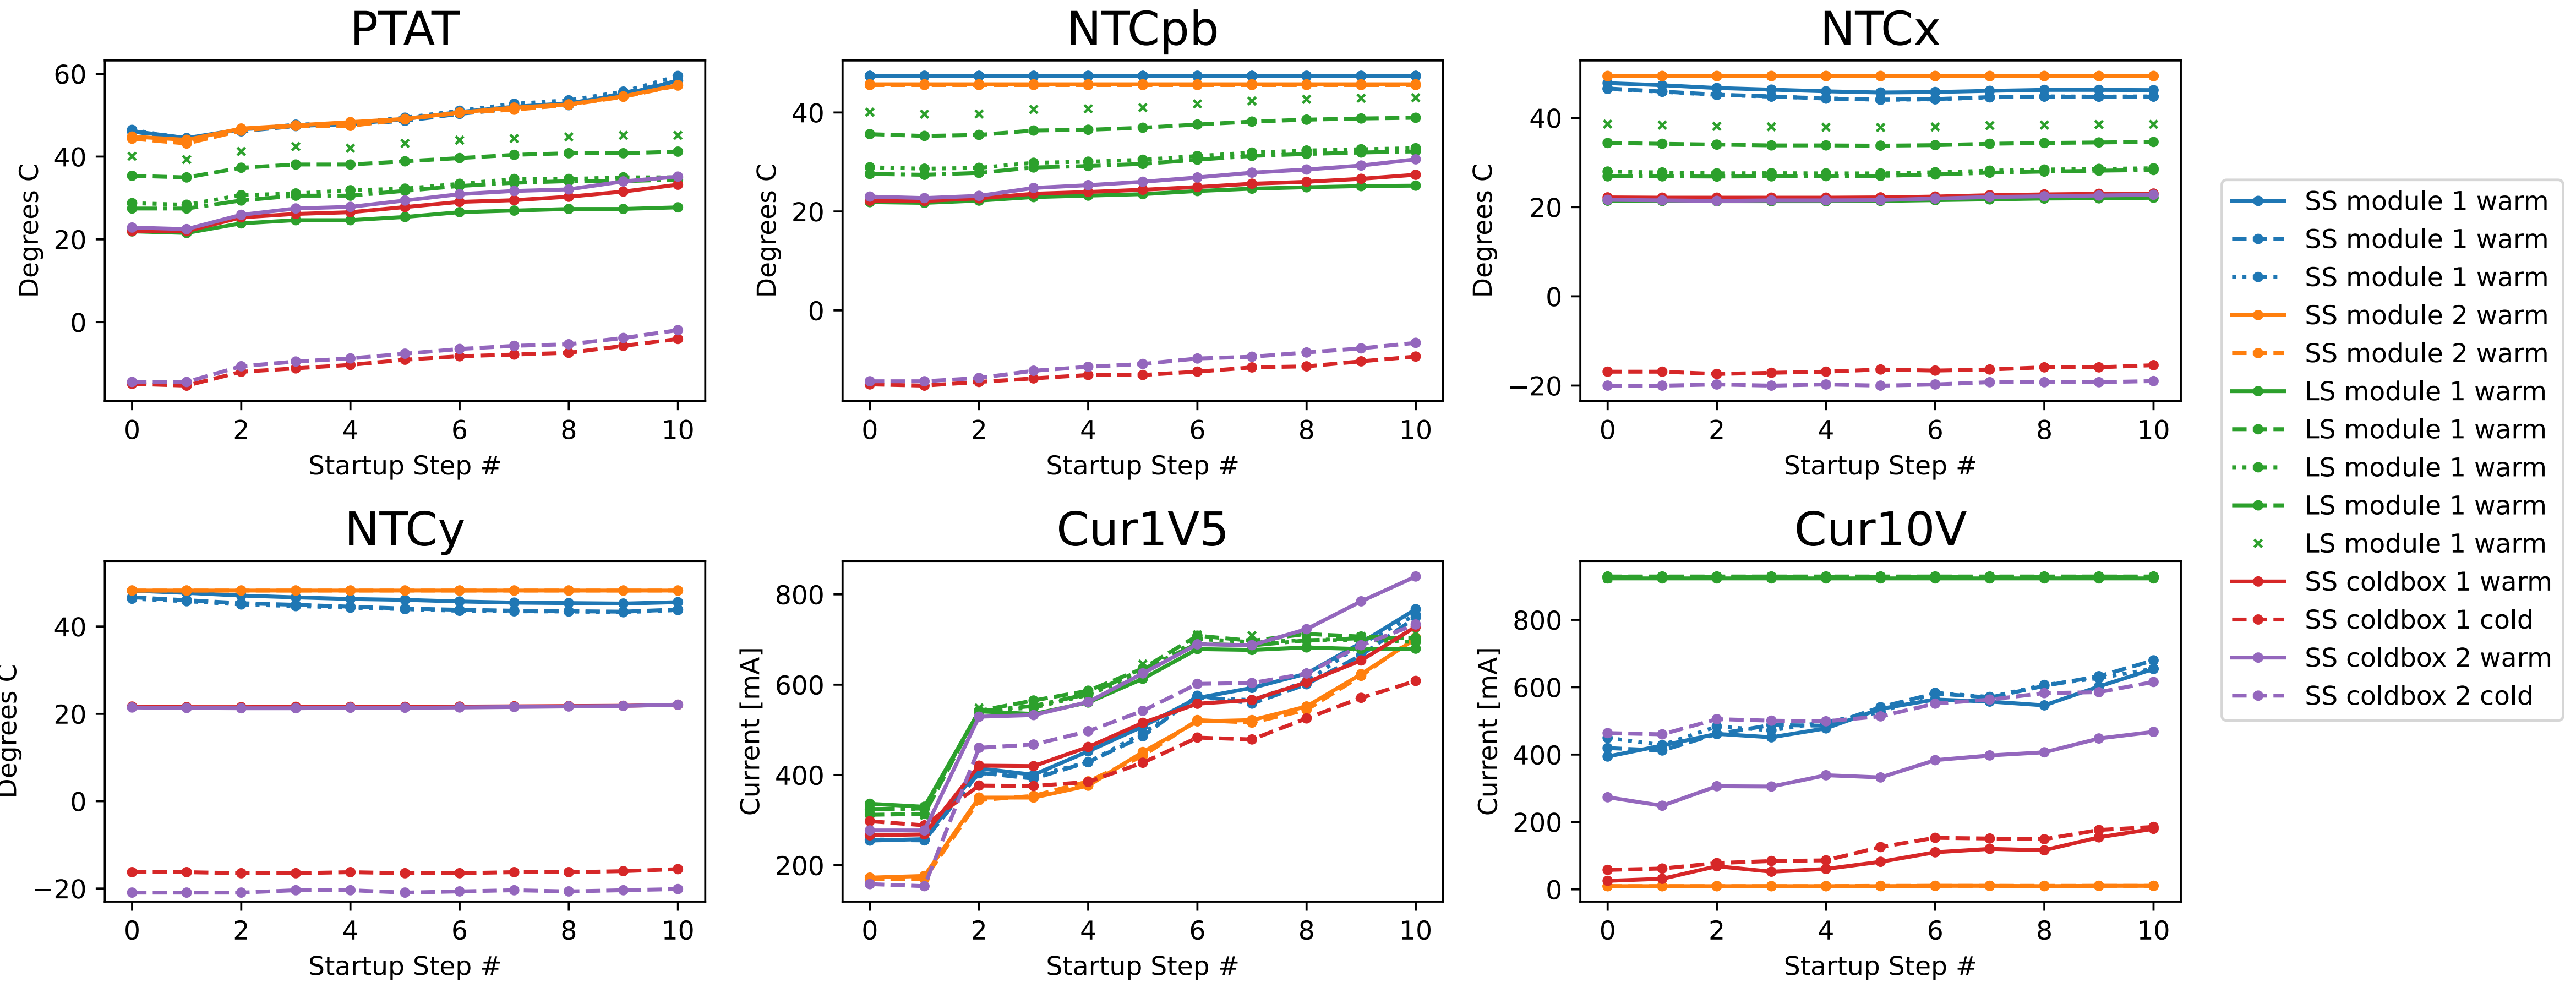 PTAT
NTCpb
NTCx
60
40
20
0
Degrees C
0 2 4 6 8 10
Startup Step #
40
20
0
Degrees C
0 2 4 6 8 10
Startup Step #
40
20
0
−20
Degrees C
0 2 4 6 8 10
Startup Step #
SS module 1 warm
SS module 1 warm
SS module 1 warm
SS module 2 warm
SS module 2 warm
LS module 1 warm
LS module 1 warm
LS module 1 warm
LS module 1 warm
LS module 1 warm
SS coldbox 1 warm
SS coldbox 1 cold
SS coldbox 2 warm
SS coldbox 2 cold
NTCy
Cur1V5
Cur10V
40
20
0
−20
Degrees C
0 2 4 6 8 10
Startup Step #
800
600
400
200
Current [mA]
0 2 4 6 8 10
Startup Step #
800
600
400
200
0
Current [mA]
0 2 4 6 8 10
Startup Step #